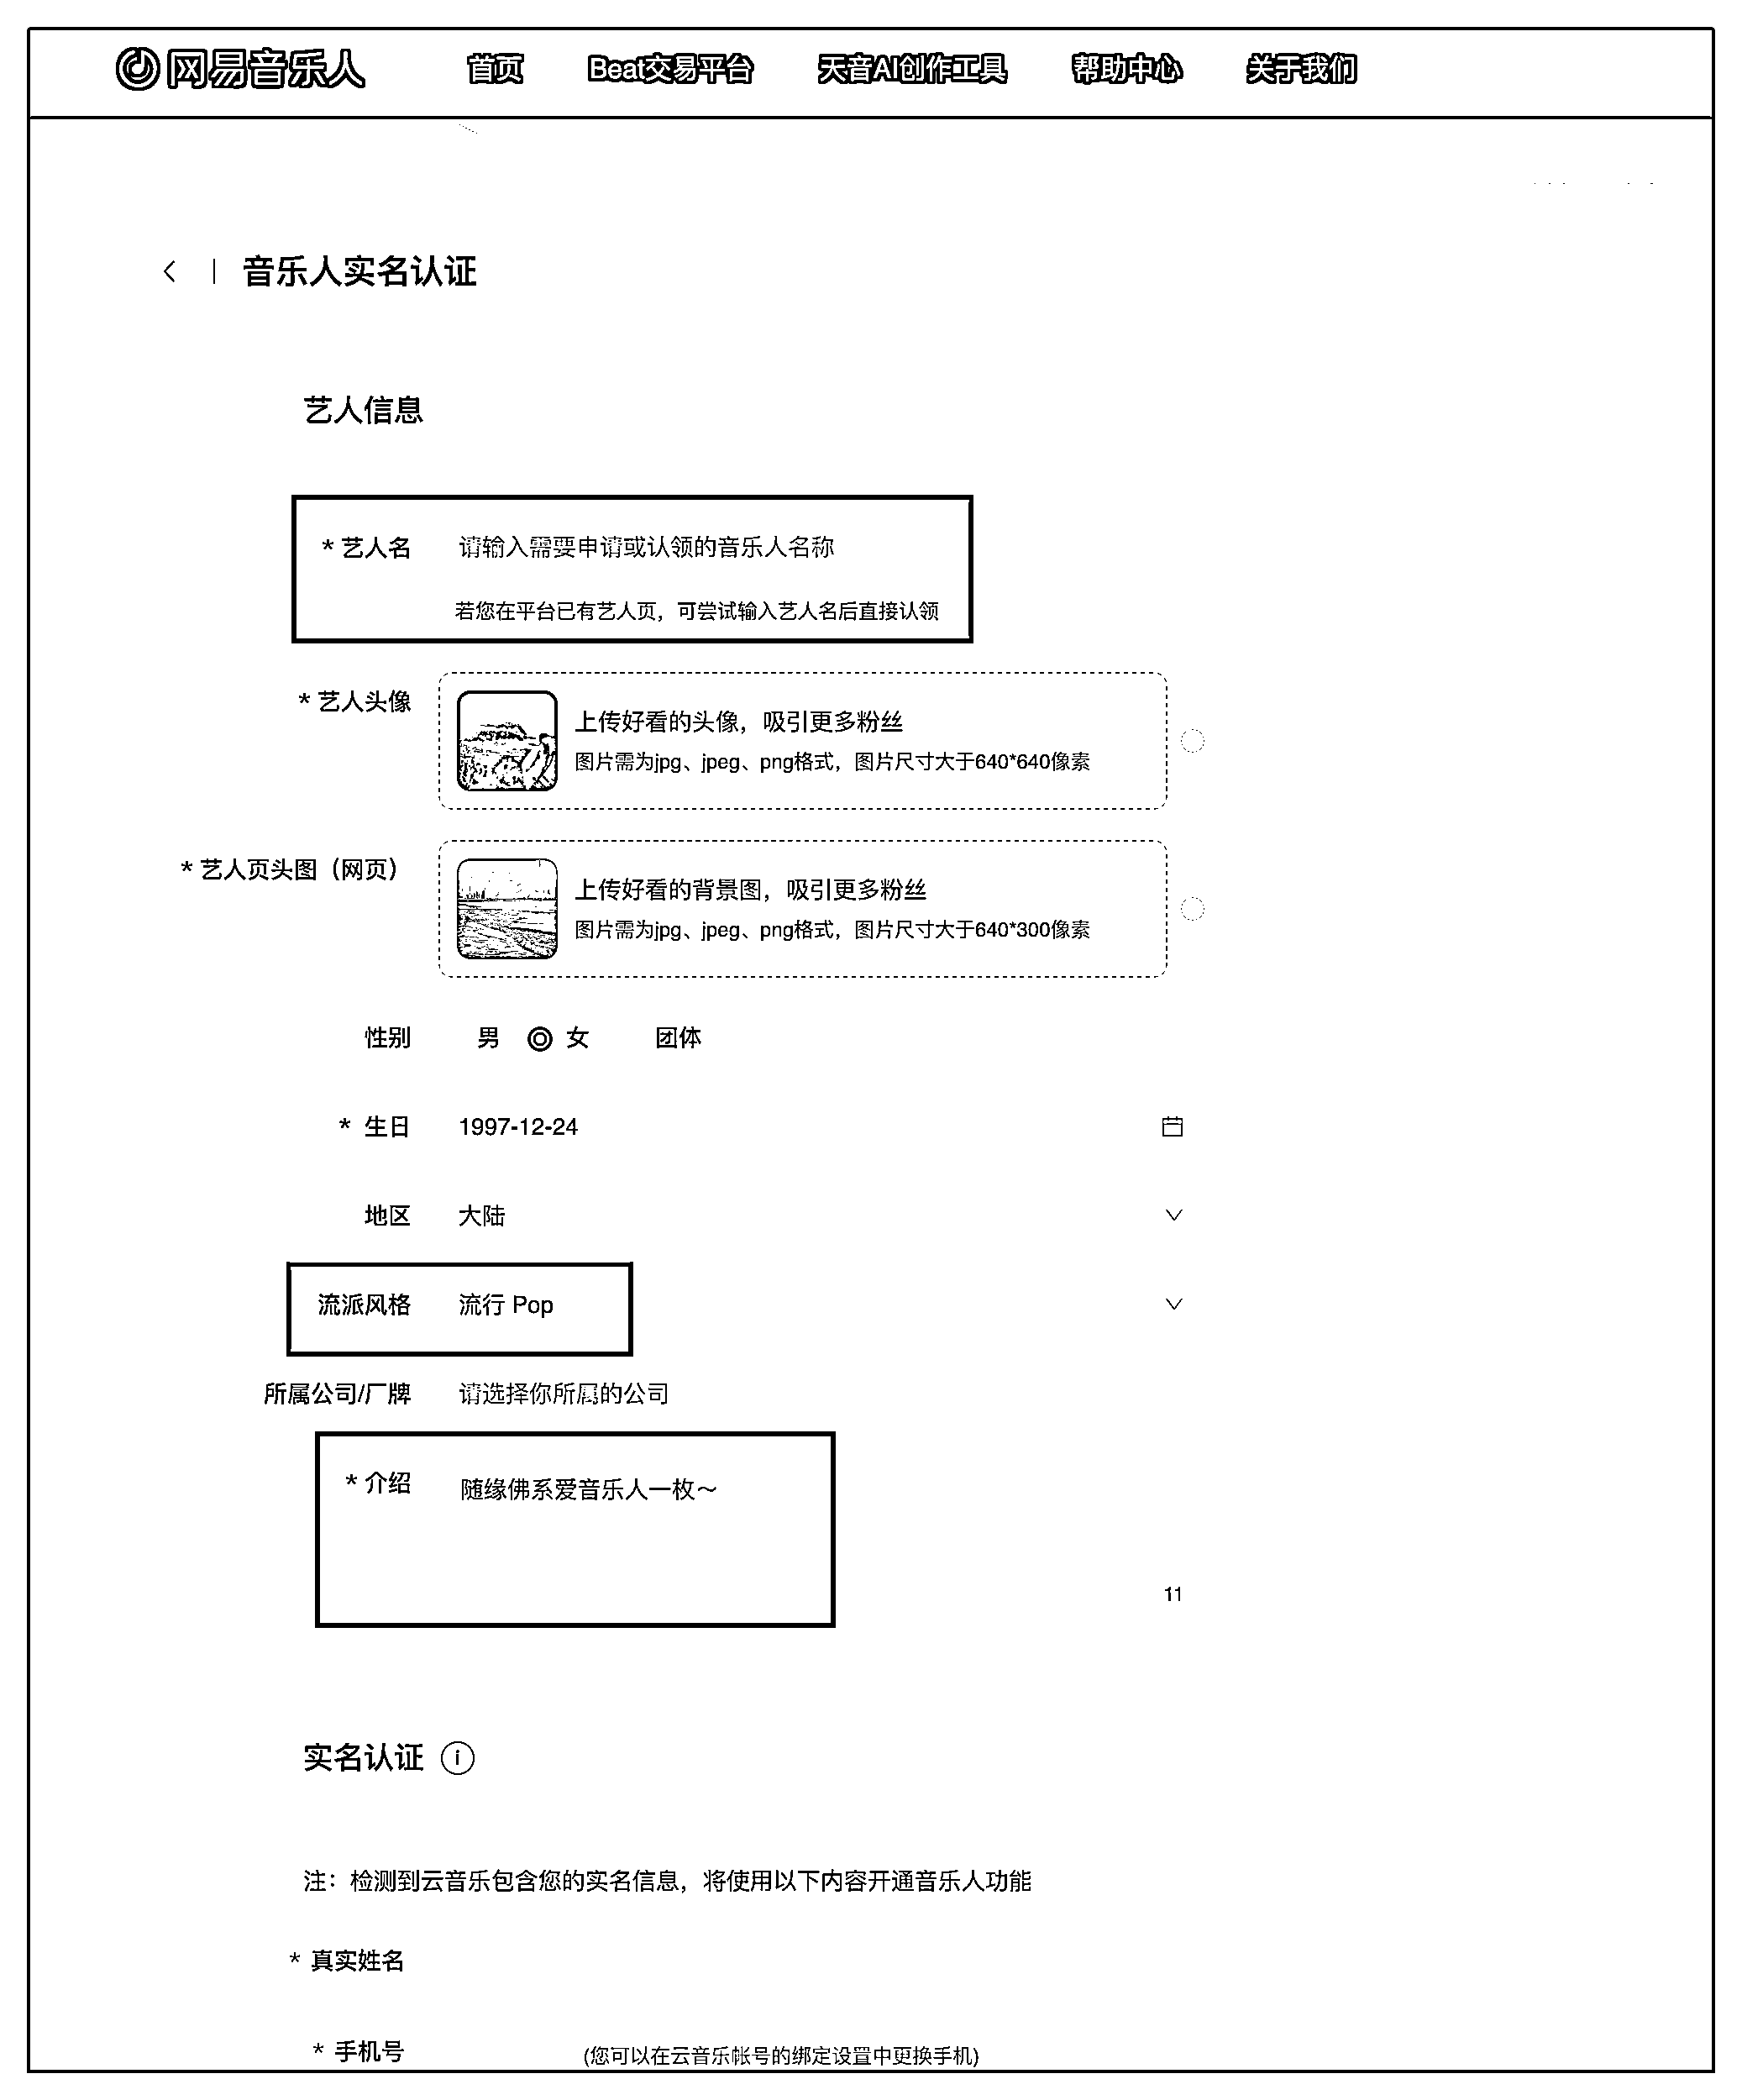 网易音乐人 首页 Beat交易平台 天音AI创作工具 帮助中心 关于我们
音乐人实名认证
艺人信息
* 艺人名 请输入需要申请或认领的音乐人名称
若您在平台已有艺人页，可尝试输入艺人名后直接认领
* 艺人头像 上传好看的头像，吸引更多粉丝
图片需为jpg、jpeg、png格式，图片尺寸大于640*640像素
* 艺人页头图（网页） 上传好看的背景图，吸引更多粉丝
图片需为jpg、jpeg、png格式，图片尺寸大于640*300像素
性别 男 女 团体
* 生日 1997-12-24
地区 大陆
流派风格 流行 Pop
所属公司/厂牌 请选择你所属的公司
* 介绍 随缘佛系爱音乐人一枚～
11
实名认证
注：检测到云音乐包含您的实名信息，将使用以下内容开通音乐人功能
* 真实姓名
* 手机号 (您可以在云音乐帐号的绑定设置中更换手机)